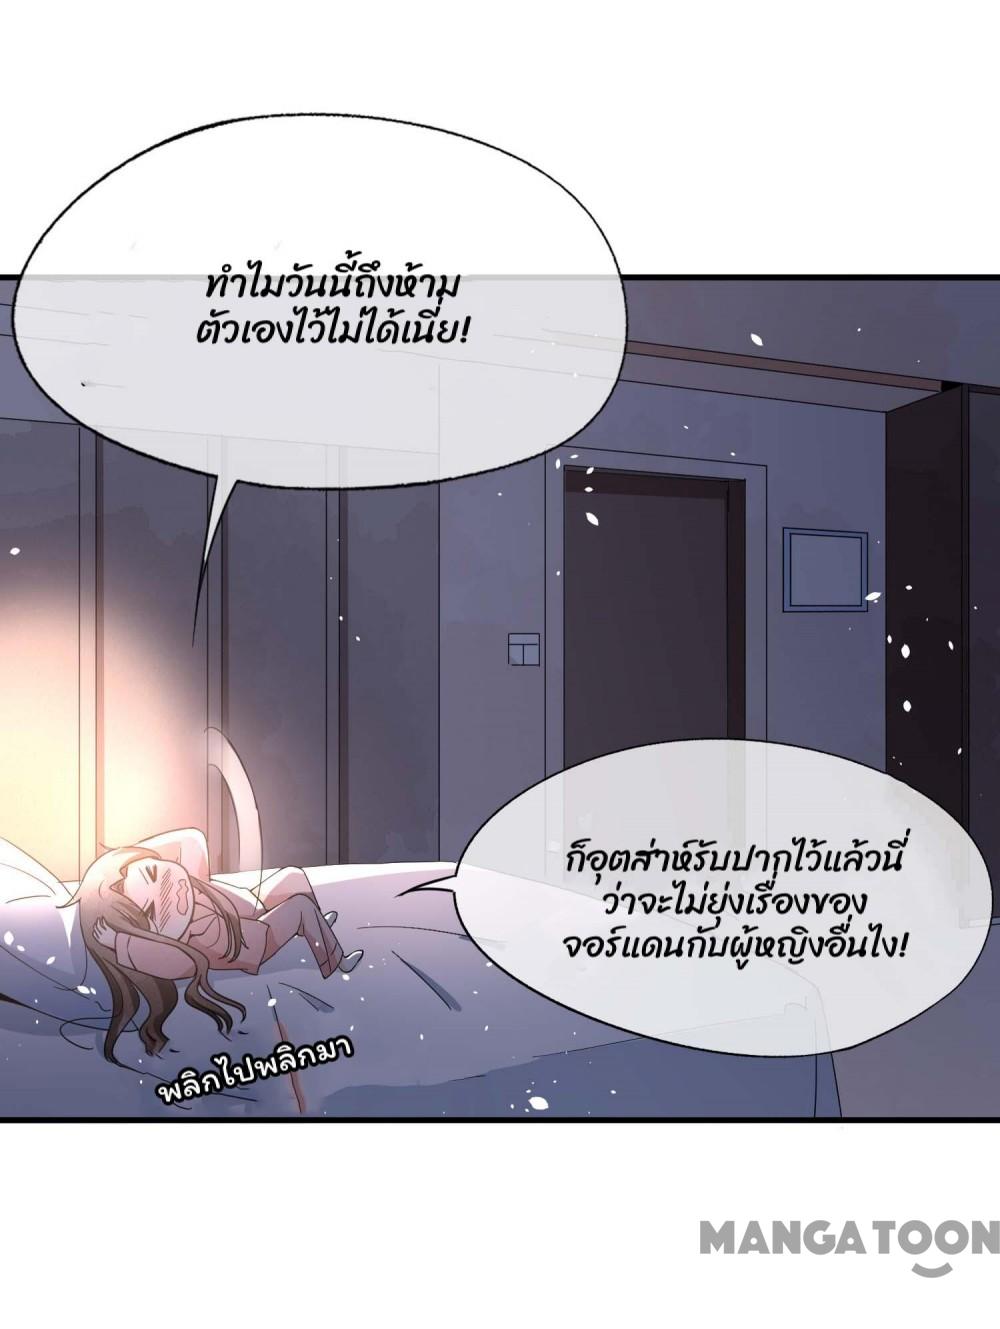 ทำไมวันนี้ถึงห้าม
ตัวเองไว้ไม่ได้เนี่ย!
ก็อุตส่าห์รับปากไว้แล้วนี่
ว่าจะไม่ยุ่งเรื่องของ
จอร์แดนกับผู้หญิงอื่นไง!
พลิกไปพลิกมา
MANGATOON